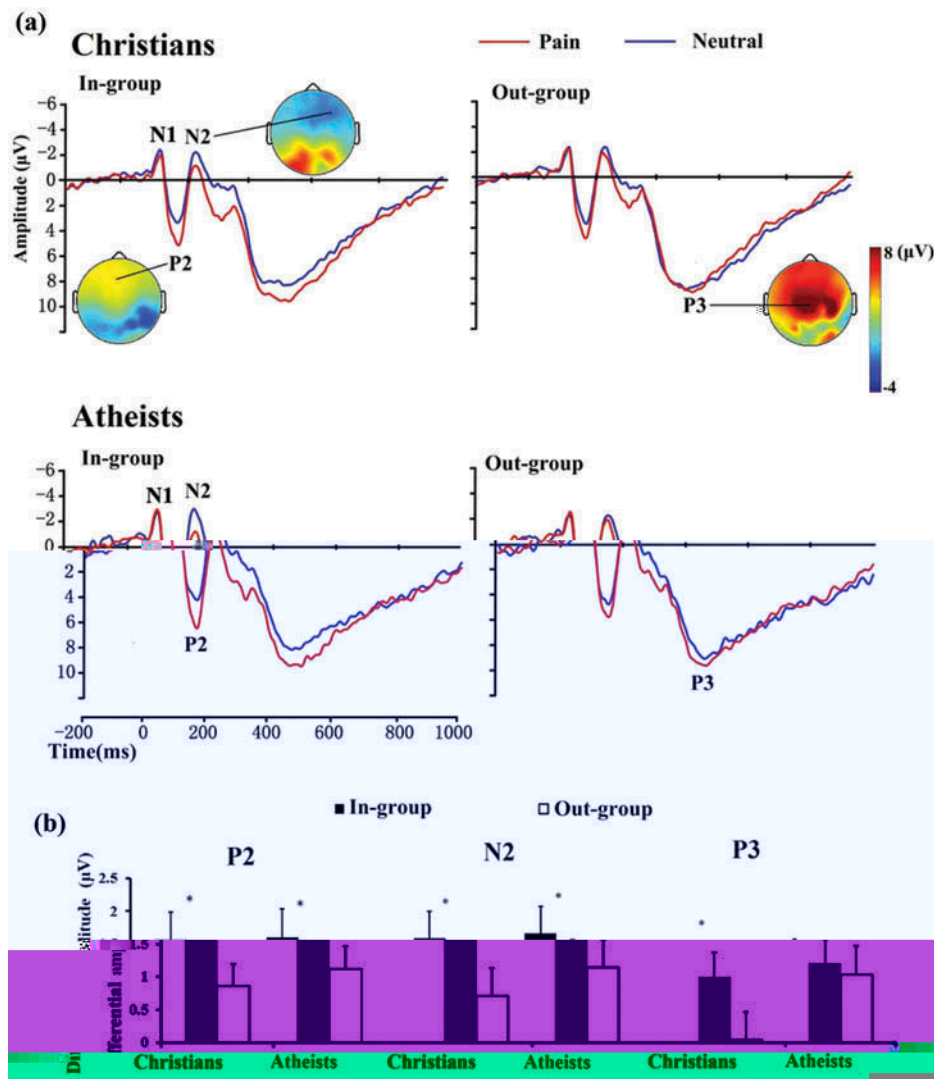 (a)
Christians
Pain Neutral
In-group
Out-group
Amplitude (μV)
-6
-4
-2
0
2
4
6
8
10
N1 N2
P2
P3
8 (μV)
-4
Atheists
In-group
Out-group
-6
-4
-2
0
2
4
6
8
10
N1 N2
P2
P3
-200 0 200 400 600 800 1000
Time(ms)
(b)
In-group Out-group
P2 N2 P3
2.5
2
1.5
1
0.5
0
* * * * *
Christians Atheists Christians Atheists Christians Atheists